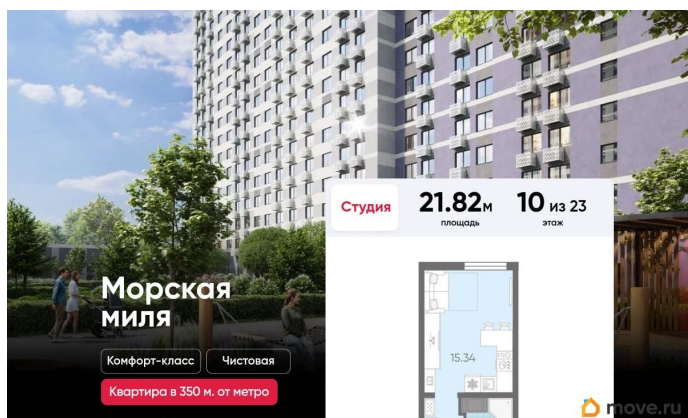 Студия
21.82м
площадь
10 из 23
этаж
Морская
миля
Комфорт-класс
Чистовая
Квартира в 350 м. от метро
15.34
move.ru